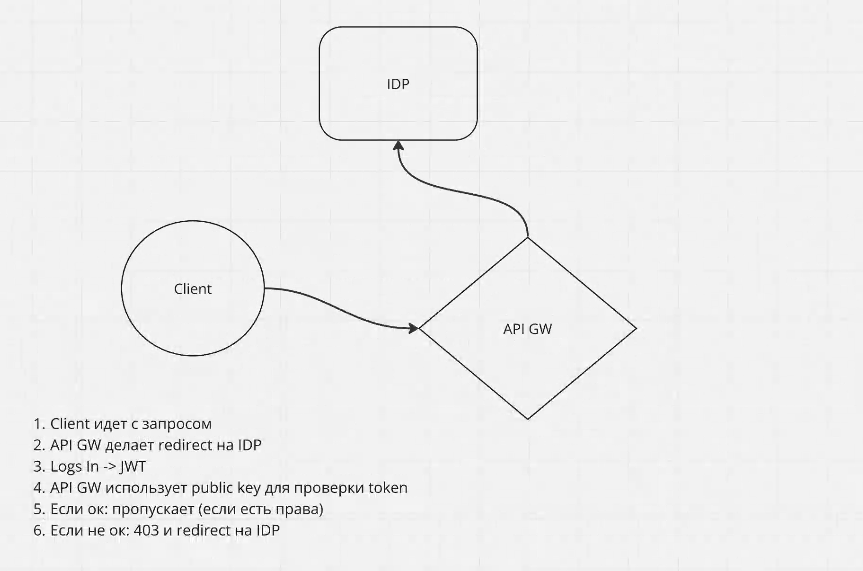 IDP
Client
API GW
1. Client идет с запросом
2. API GW делает redirect на IDP
3. Logs In -> JWT
4. API GW использует public key для проверки token
5. Если ок: пропускает (если есть права)
6. Если не ок: 403 и redirect на IDP